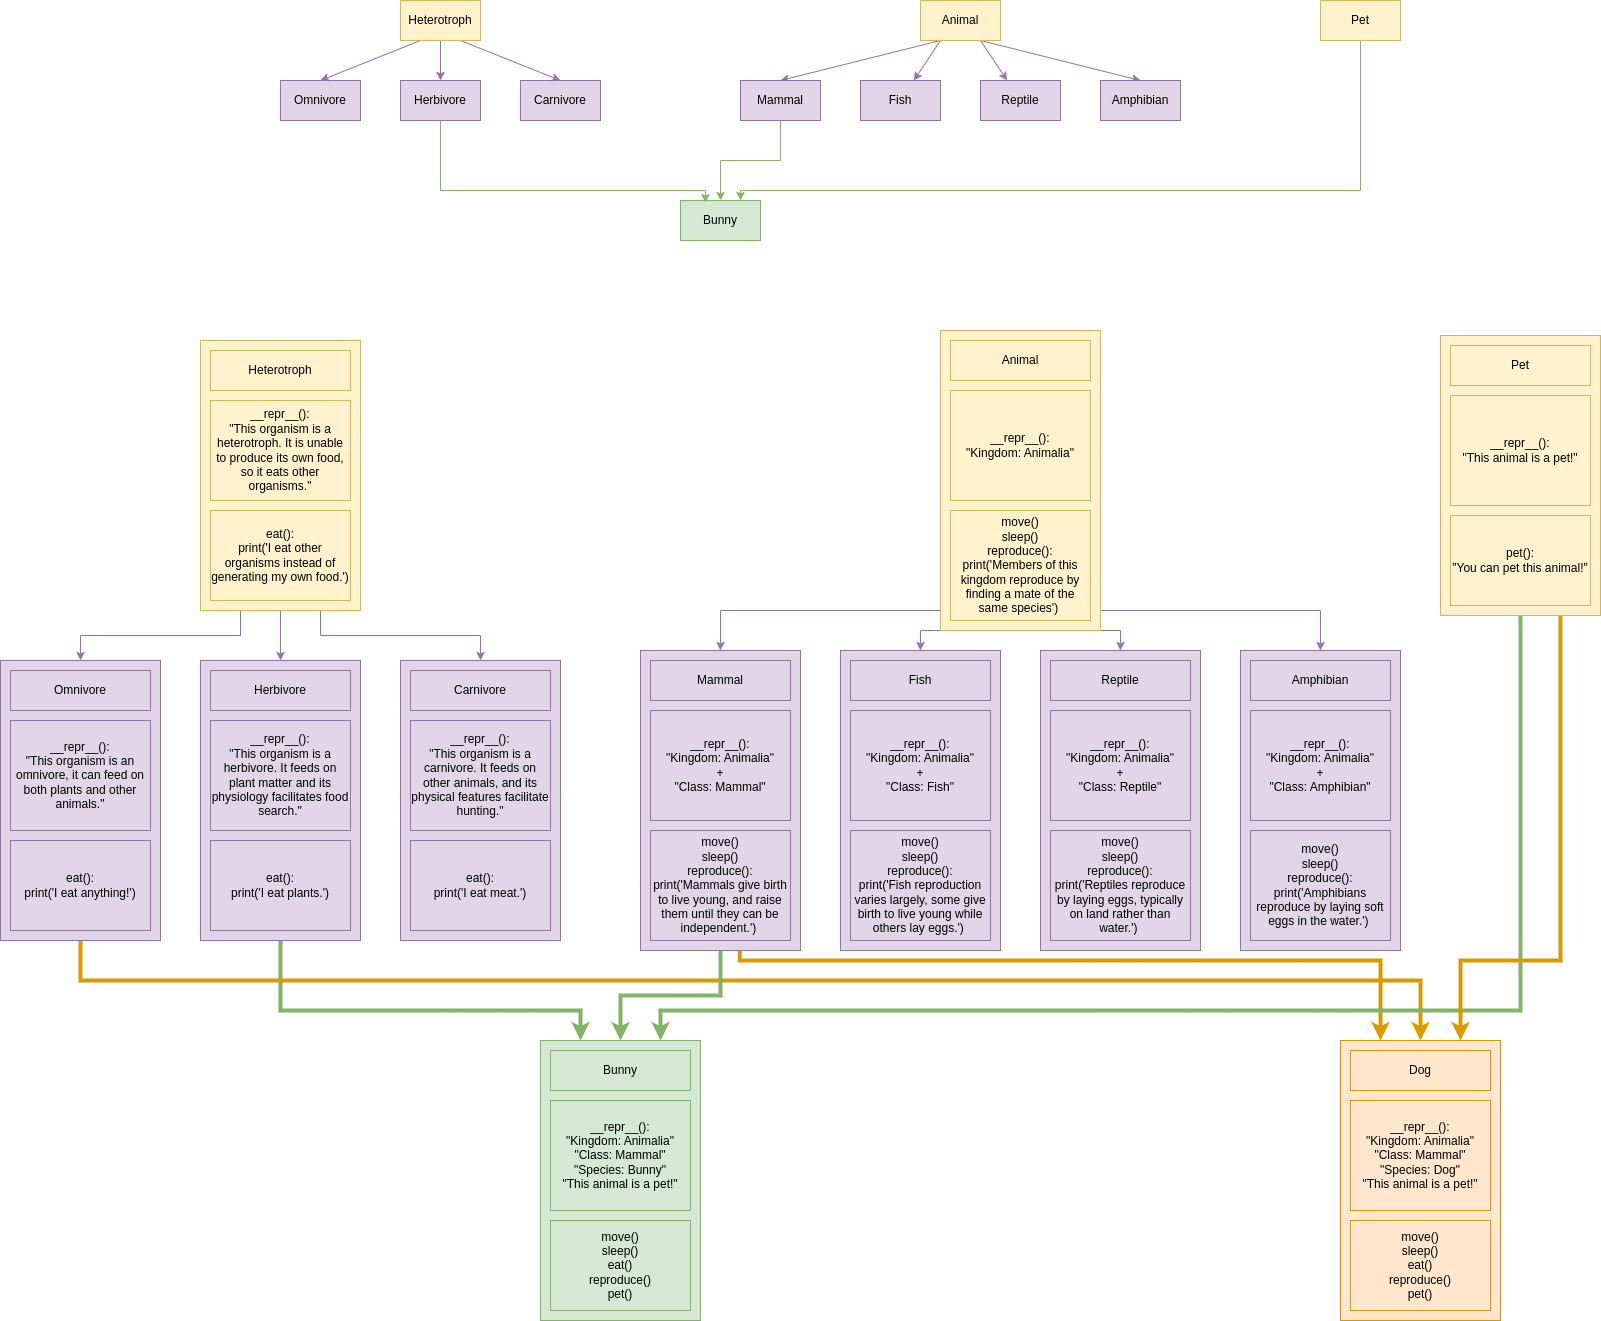 Heterotroph
Animal
Pet
Omnivore
Herbivore
Carnivore
Mammal
Fish
Reptile
Amphibian
Bunny
Heterotroph
__repr__():
"This organism is a
heterotroph. It is unable
to produce its own food,
so it eats other
organisms."
eat():
print('I eat other
organisms instead of
generating my own food.')
Animal
__repr__():
"Kingdom: Animalia"
move()
sleep()
reproduce():
print('Members of this
kingdom reproduce by
finding a mate of the
same species')
Pet
__repr__():
"This animal is a pet!"
pet():
"You can pet this animal!"
Omnivore
__repr__():
"This organism is an
omnivore, it can feed on
both plants and other
animals."
eat():
print('I eat anything!')
Herbivore
__repr__():
"This organism is a
herbivore. It feeds on
plant matter and its
physiology facilitates food
search."
eat():
print('I eat plants.')
Carnivore
__repr__():
"This organism is a
carnivore. It feeds on
other animals, and its
physical features facilitate
hunting."
eat():
print('I eat meat.')
Mammal
__repr__():
"Kingdom: Animalia"
+
"Class: Mammal"
move()
sleep()
reproduce():
print('Mammals give birth
to live young, and raise
them until they can be
independent.')
Fish
__repr__():
"Kingdom: Animalia"
+
"Class: Fish"
move()
sleep()
reproduce():
print('Fish reproduction
varies largely, some give
birth to live young while
others lay eggs.')
Reptile
__repr__():
"Kingdom: Animalia"
+
"Class: Reptile"
move()
sleep()
reproduce():
print('Reptiles reproduce
by laying eggs, typically
on land rather than
water.')
Amphibian
__repr__():
"Kingdom: Animalia"
+
"Class: Amphibian"
move()
sleep()
reproduce():
print('Amphibians
reproduce by laying soft
eggs in the water.')
Bunny
__repr__():
"Kingdom: Animalia"
"Class: Mammal"
"Species: Bunny"
"This animal is a pet!"
move()
sleep()
eat()
reproduce()
pet()
Dog
__repr__():
"Kingdom: Animalia"
"Class: Mammal"
"Species: Dog"
"This animal is a pet!"
move()
sleep()
eat()
reproduce()
pet()